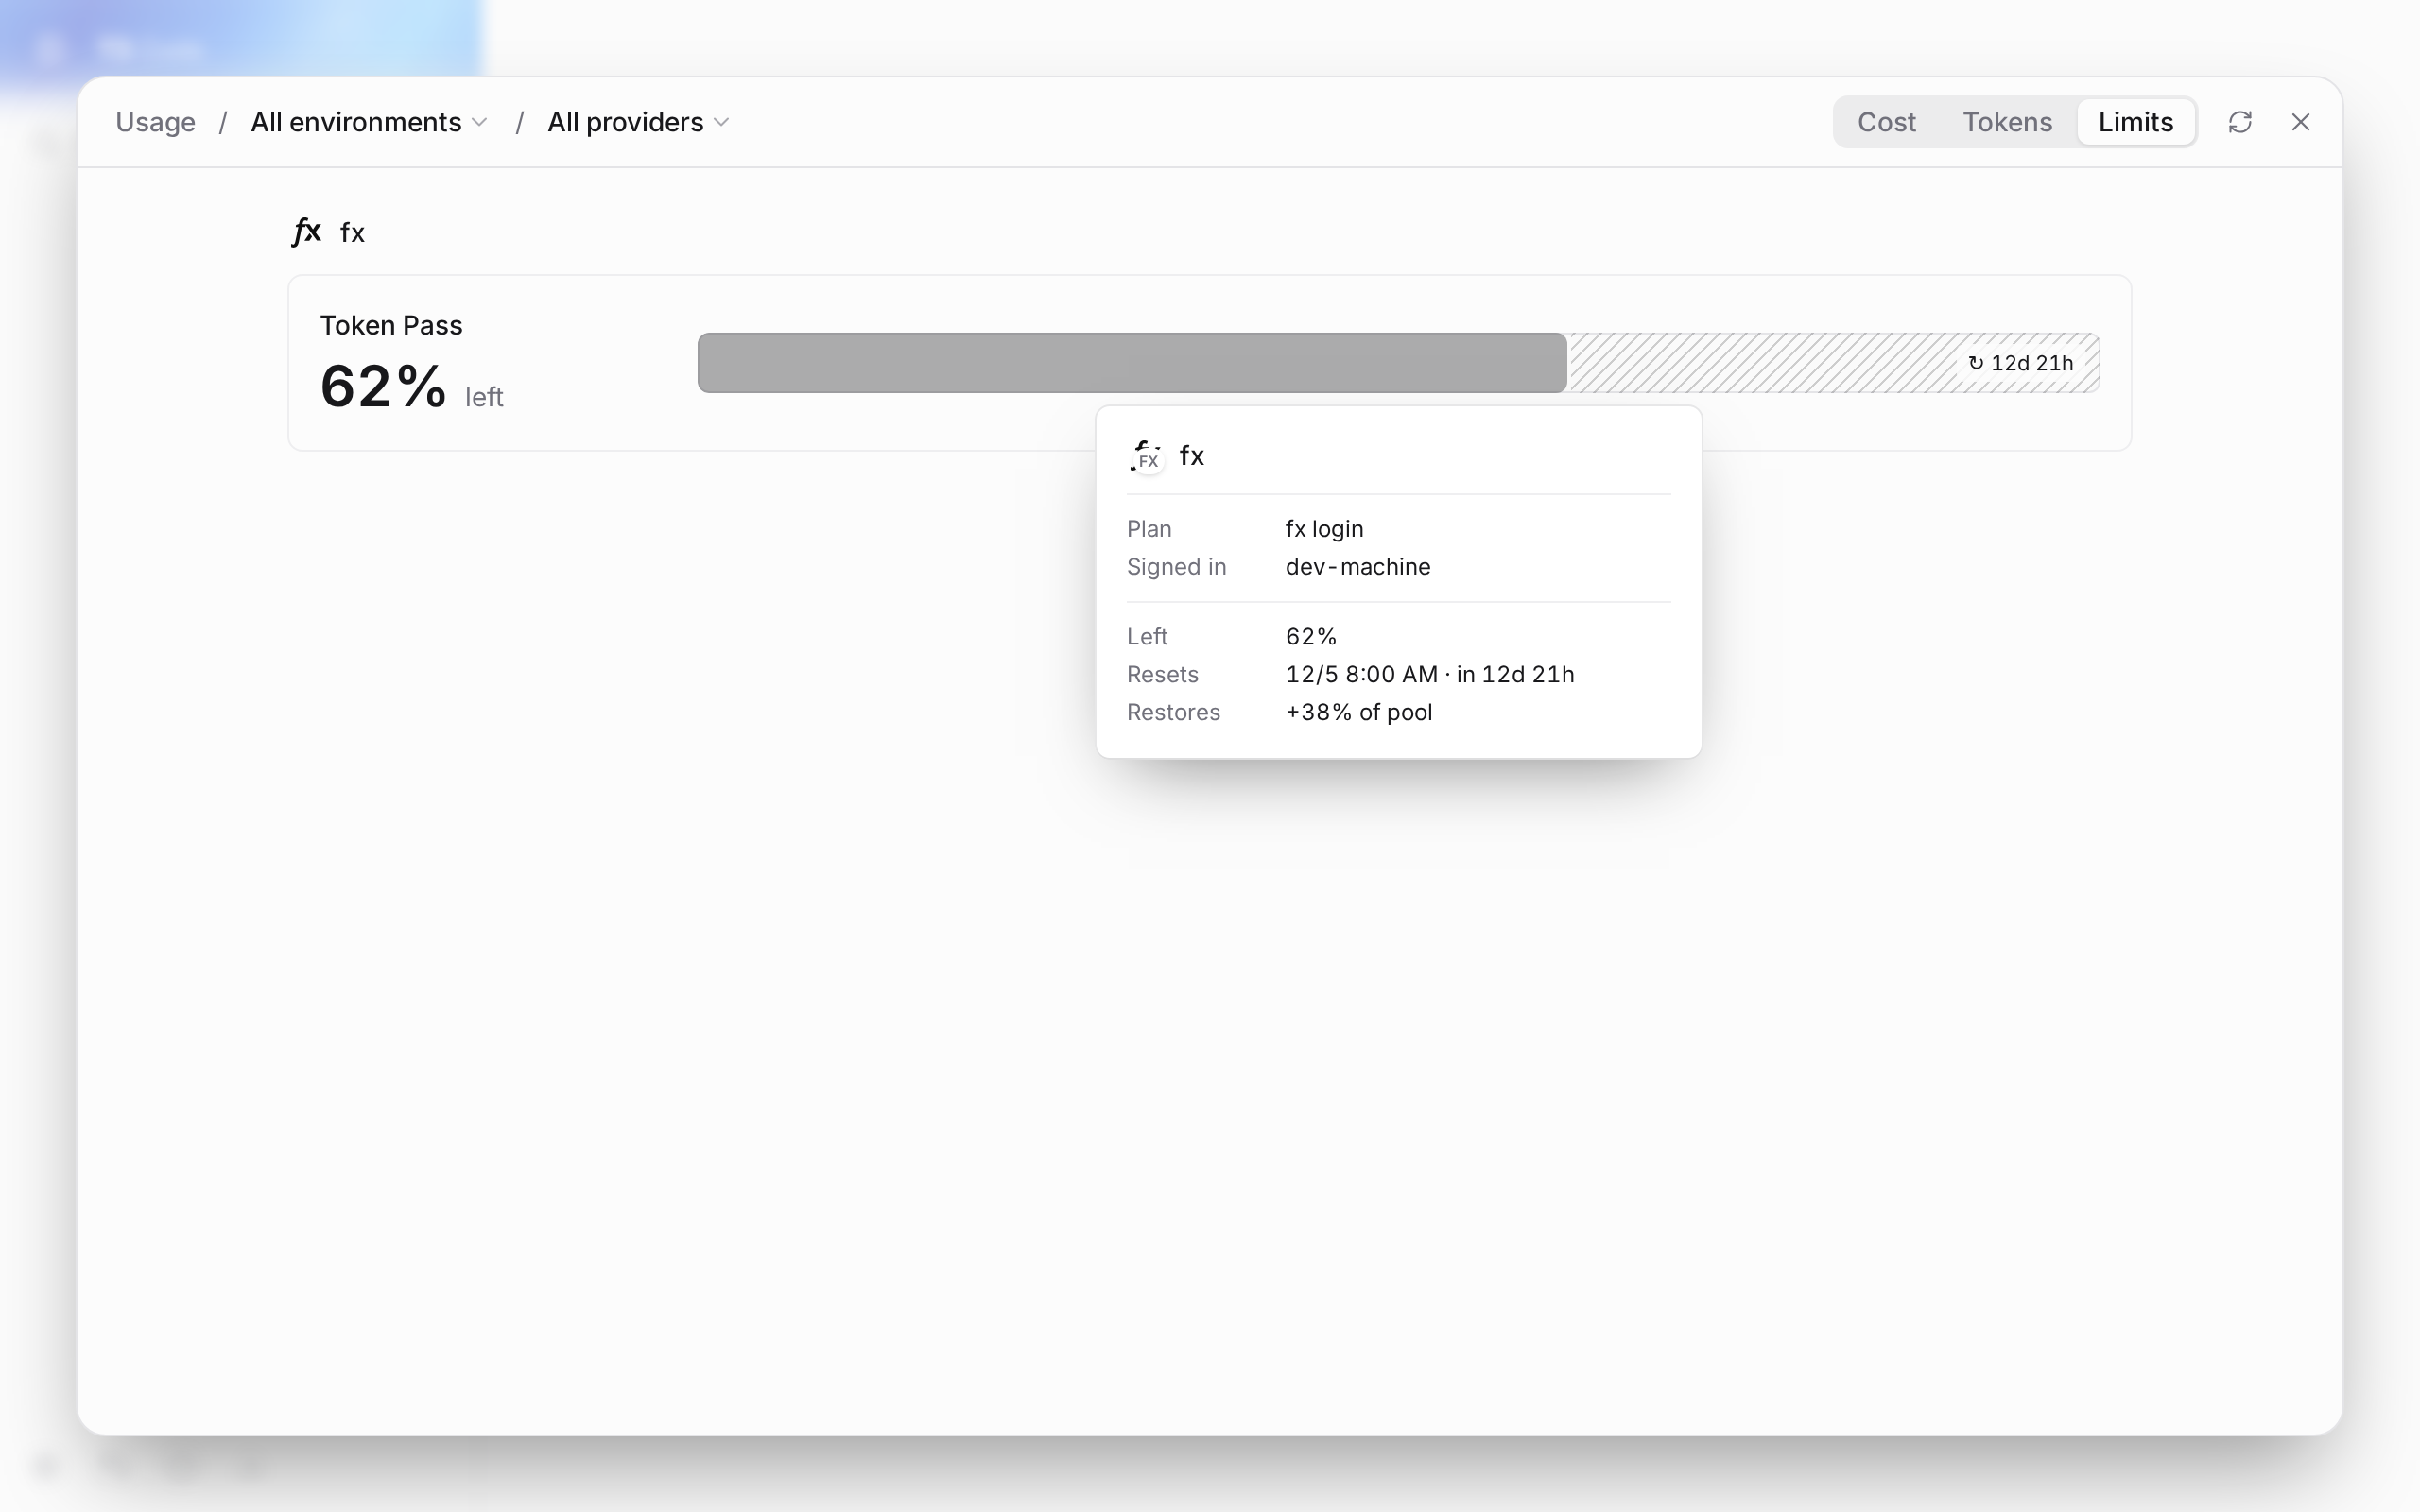 Usage / All environments / All providers
Cost Tokens Limits
fx fx
Token Pass
62% left
↻ 12d 21h
FX fx
Plan fx login
Signed in dev-machine
Left 62%
Resets 12/5 8:00 AM · in 12d 21h
Restores +38% of pool